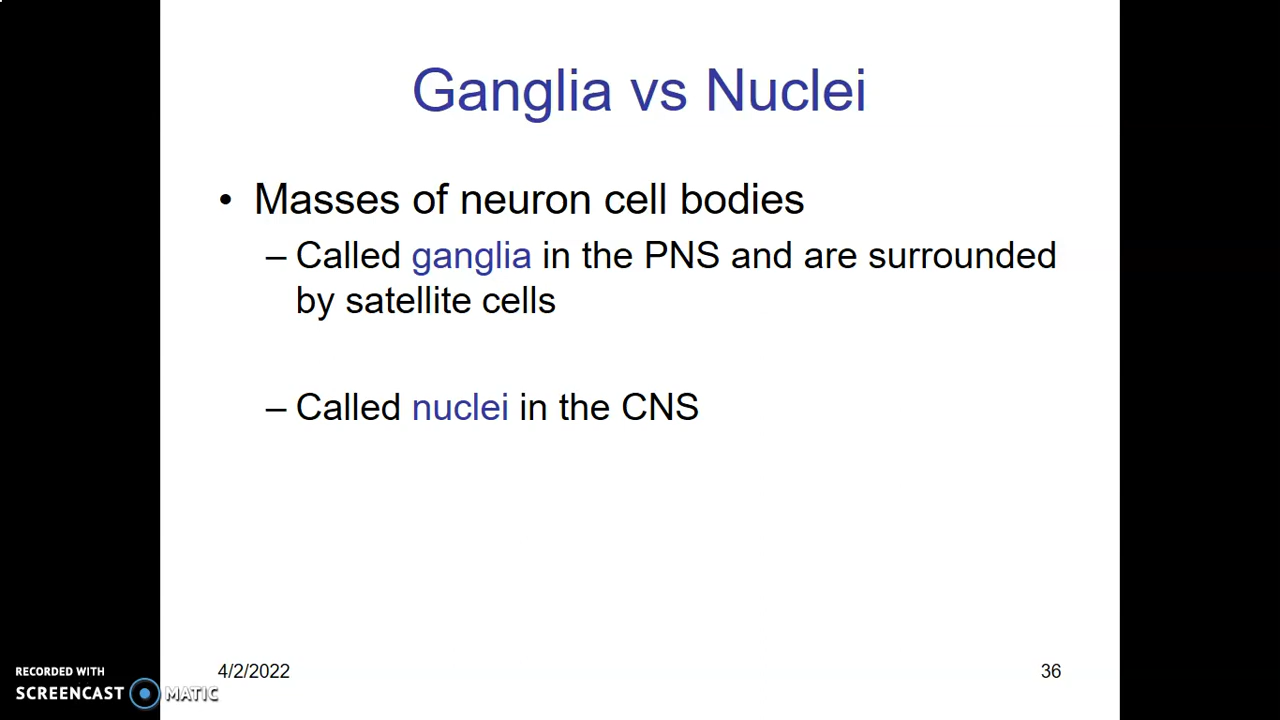 Ganglia vs Nuclei
• Masses of neuron cell bodies
– Called ganglia in the PNS and are surrounded
by satellite cells
– Called nuclei in the CNS
4/2/2022
36
RECORDED WITH
SCREENCAST MATIC